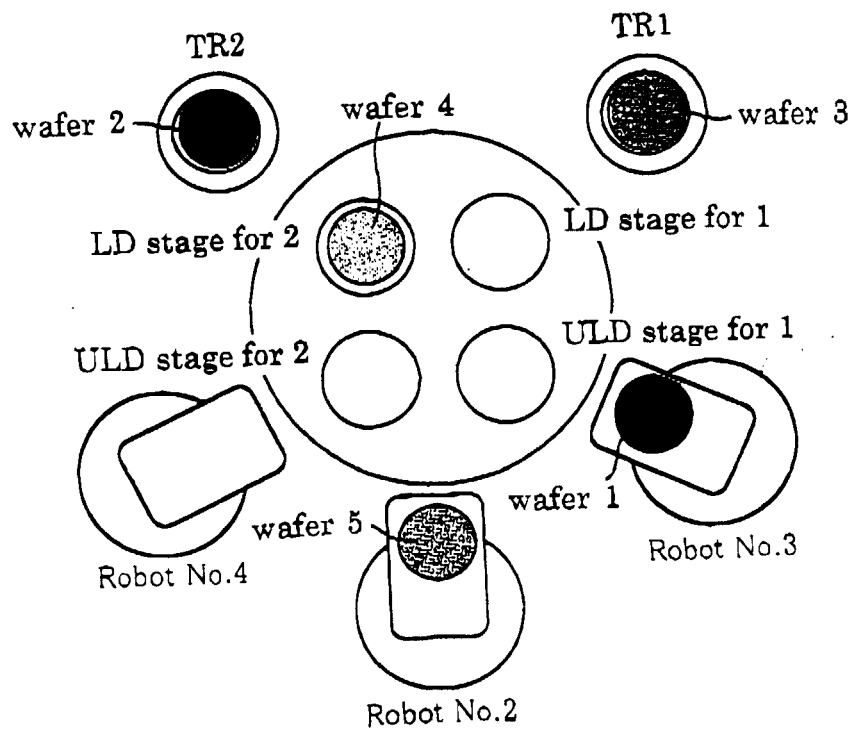 TR2
TR1
wafer 2
wafer 4
wafer 3
LD stage for 2
LD stage for 1
ULD stage for 2
ULD stage for 1
wafer 5
wafer 1
Robot No.4
Robot No.3
Robot No.2